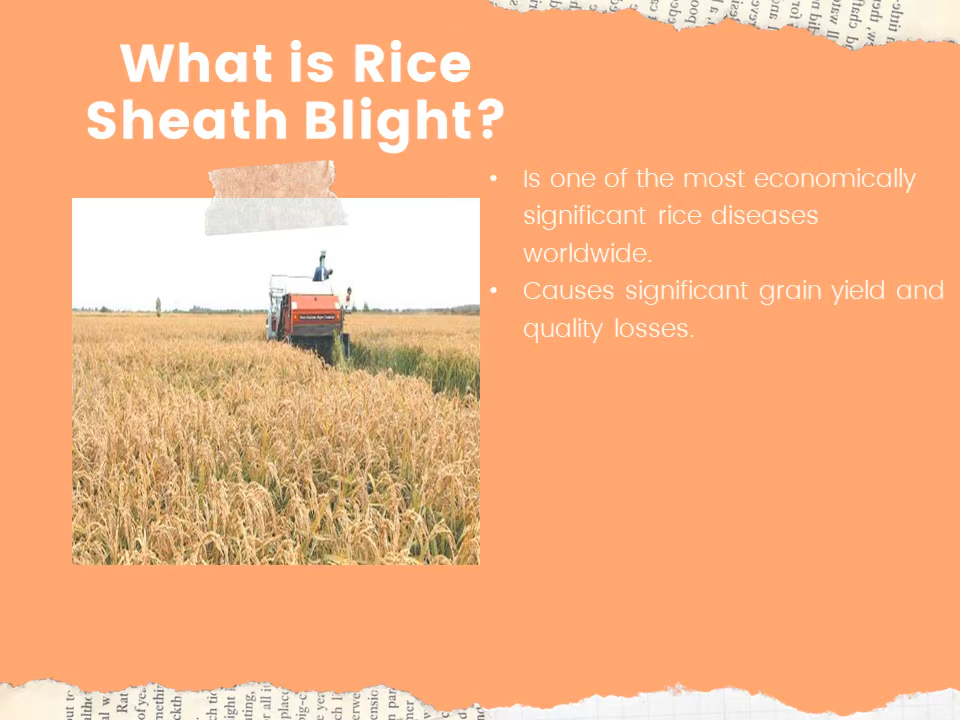 What is Rice
Sheath Blight?
• Is one of the most economically
significant rice diseases
worldwide.
• Causes significant grain yield and
quality losses.